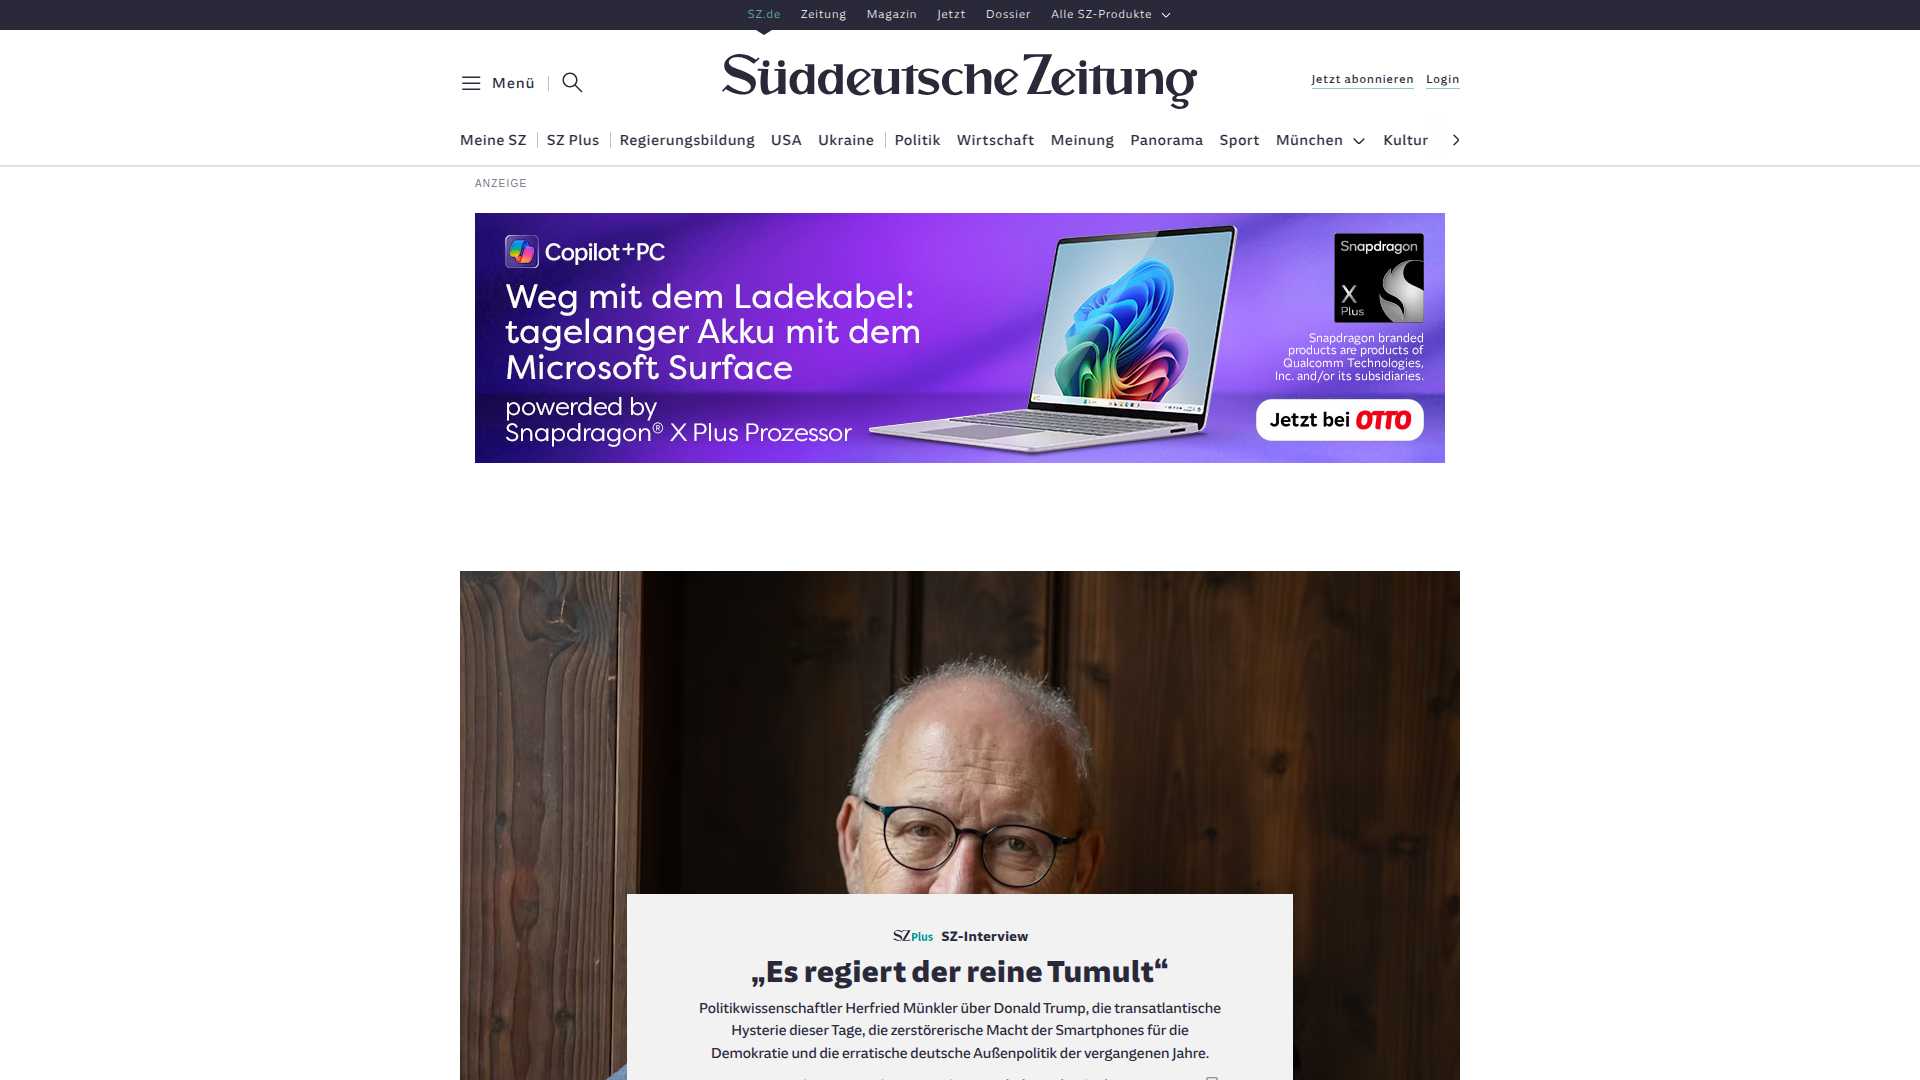 SZ.de Zeitung Magazin Jetzt Dossier Alle SZ-Produkte
Menü
Süddeutsche Zeitung
Jetzt abonnieren Login
Meine SZ SZ Plus Regierungsbildung USA Ukraine Politik Wirtschaft Meinung Panorama Sport München Kultur
ANZEIGE
Copilot+PC
Weg mit dem Ladekabel:
tagelanger Akku mit dem
Microsoft Surface
powered by
Snapdragon® X Plus Prozessor
Snapdragon
X
Plus
Snapdragon branded
products are products of
Qualcomm Technologies,
Inc. and/or its subsidiaries.
Jetzt bei OTTO
SZ Plus SZ-Interview
„Es regiert der reine Tumult“
Politikwissenschaftler Herfried Münkler über Donald Trump, die transatlantische
Hysterie dieser Tage, die zerstörerische Macht der Smartphones für die
Demokratie und die erratische deutsche Außenpolitik der vergangenen Jahre.